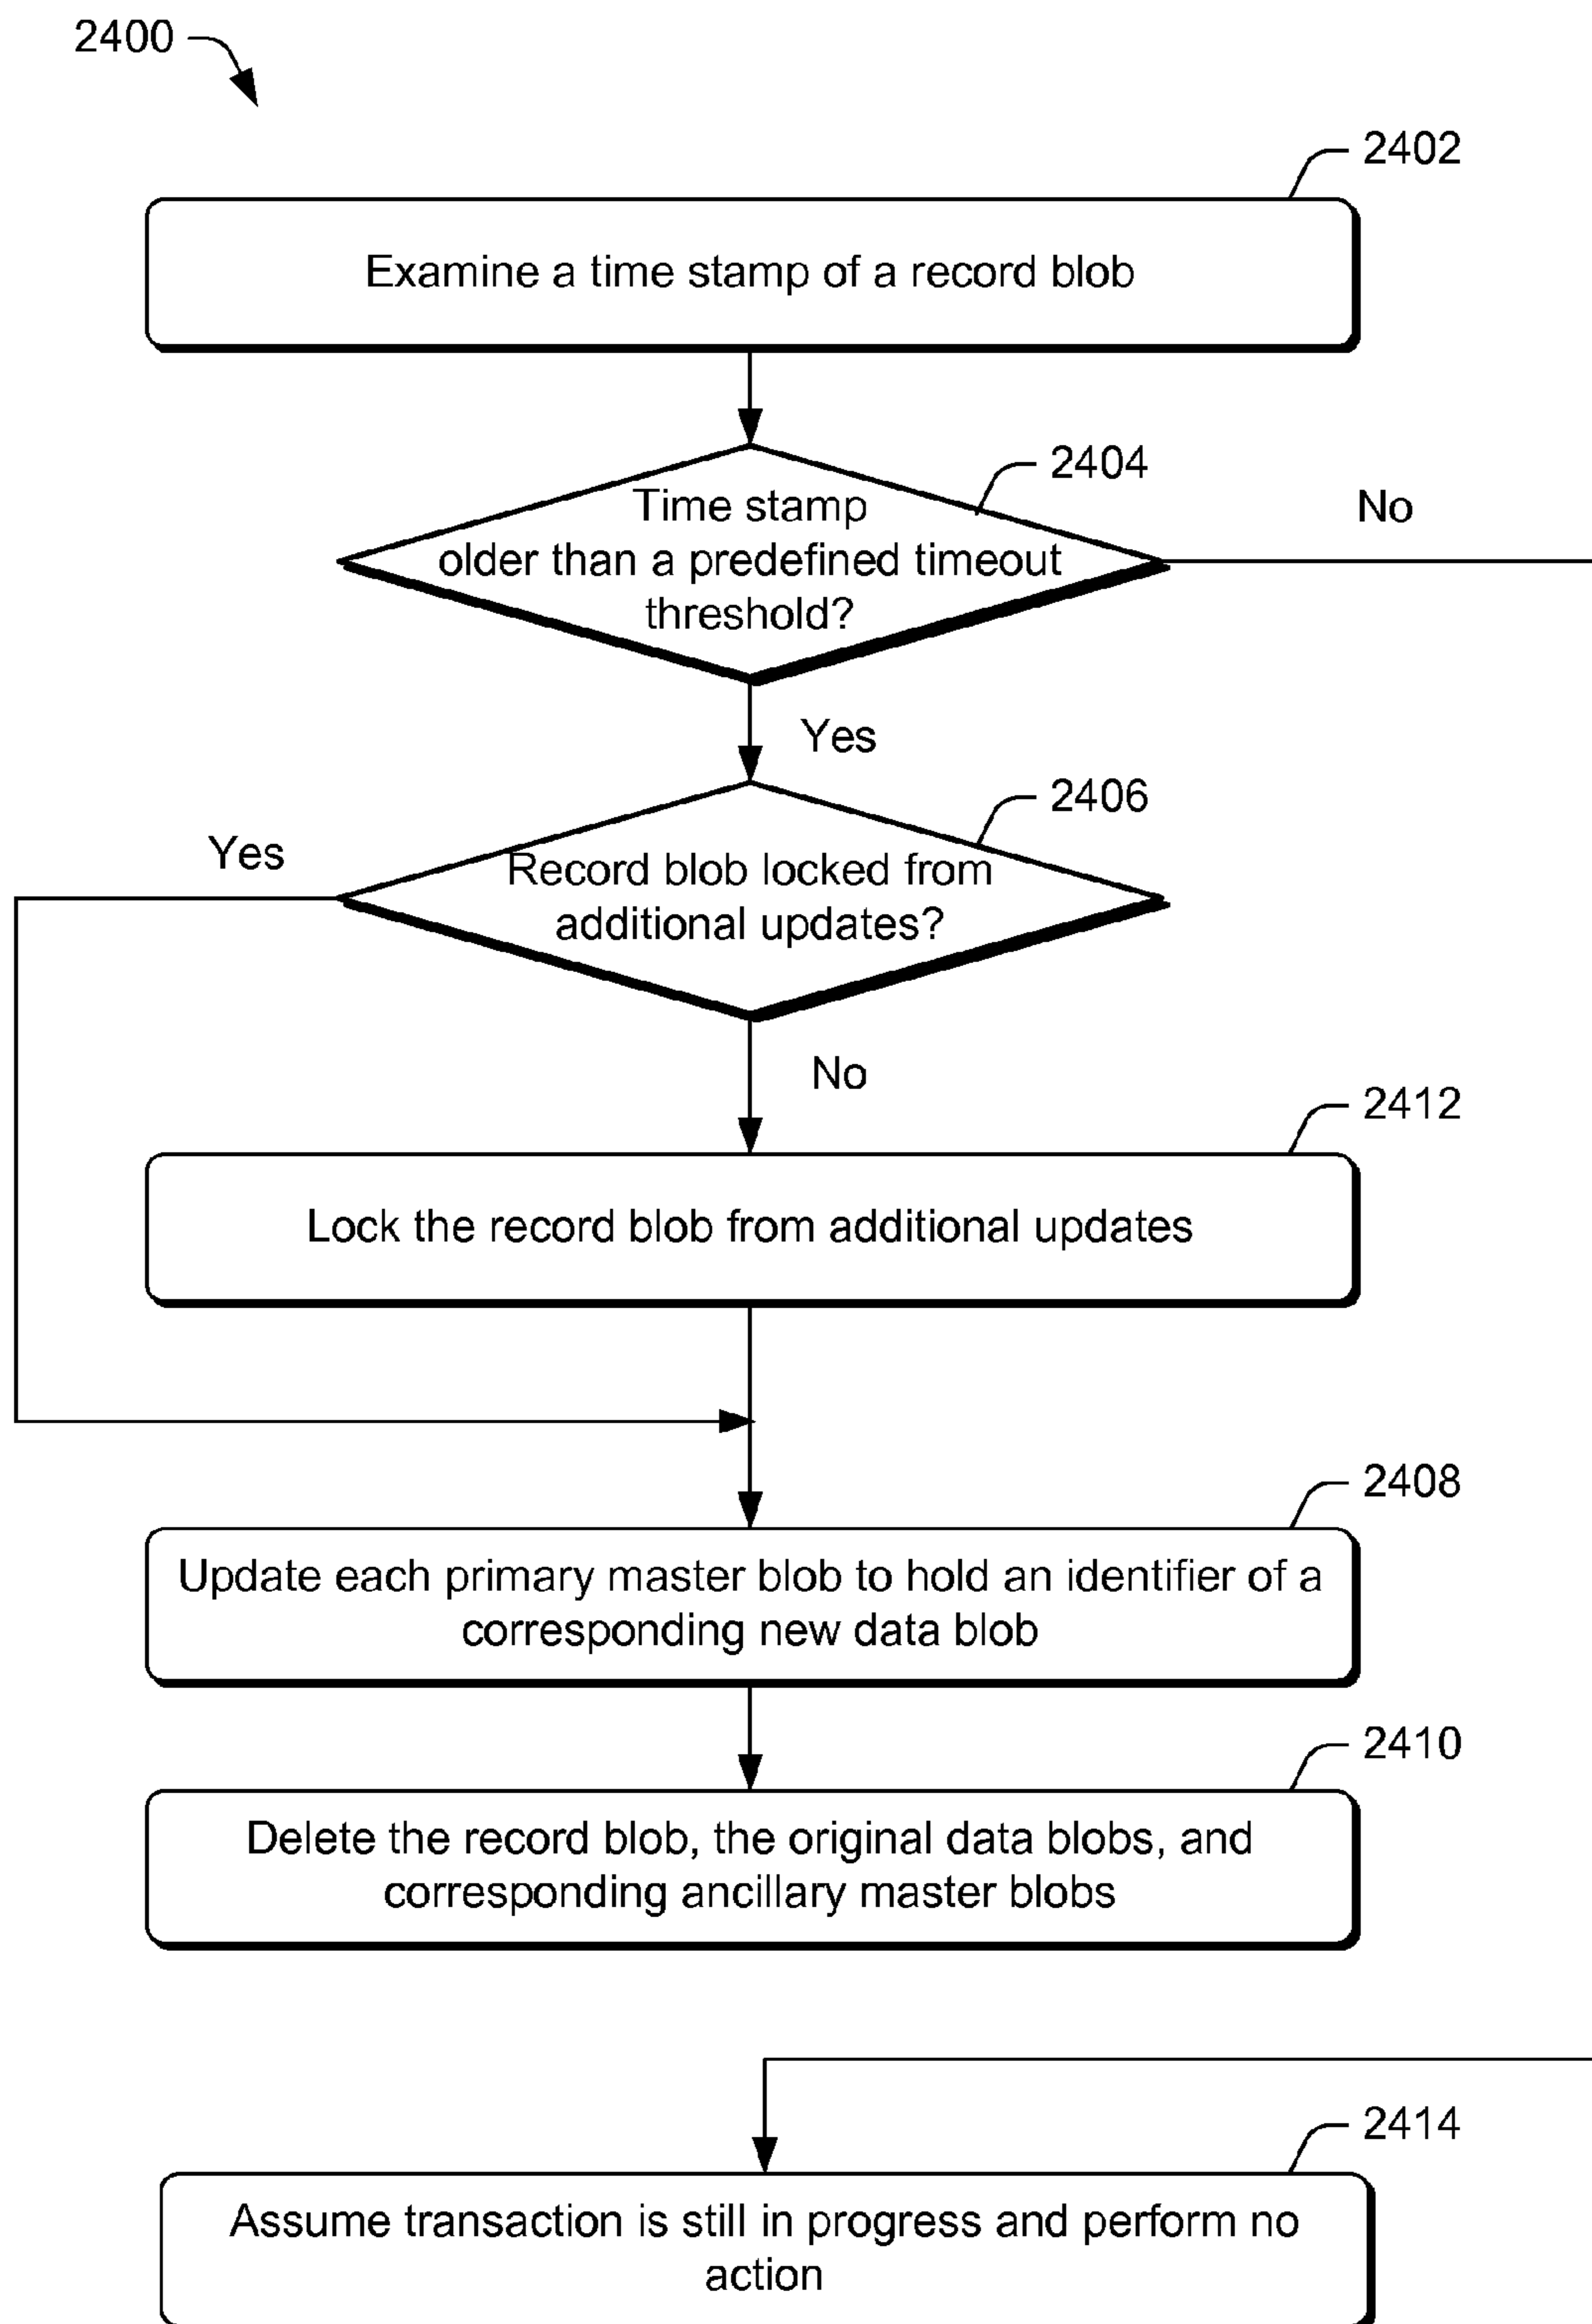 2400
2402
Examine a time stamp of a record blob
2404
Time stamp
older than a predefined timeout
threshold?
No
Yes
2406
Yes
Record blob locked from
additional updates?
No
2412
Lock the record blob from additional updates
2408
Update each primary master blob to hold an identifier of a
corresponding new data blob
2410
Delete the record blob, the original data blobs, and
corresponding ancillary master blobs
2414
Assume transaction is still in progress and perform no
action